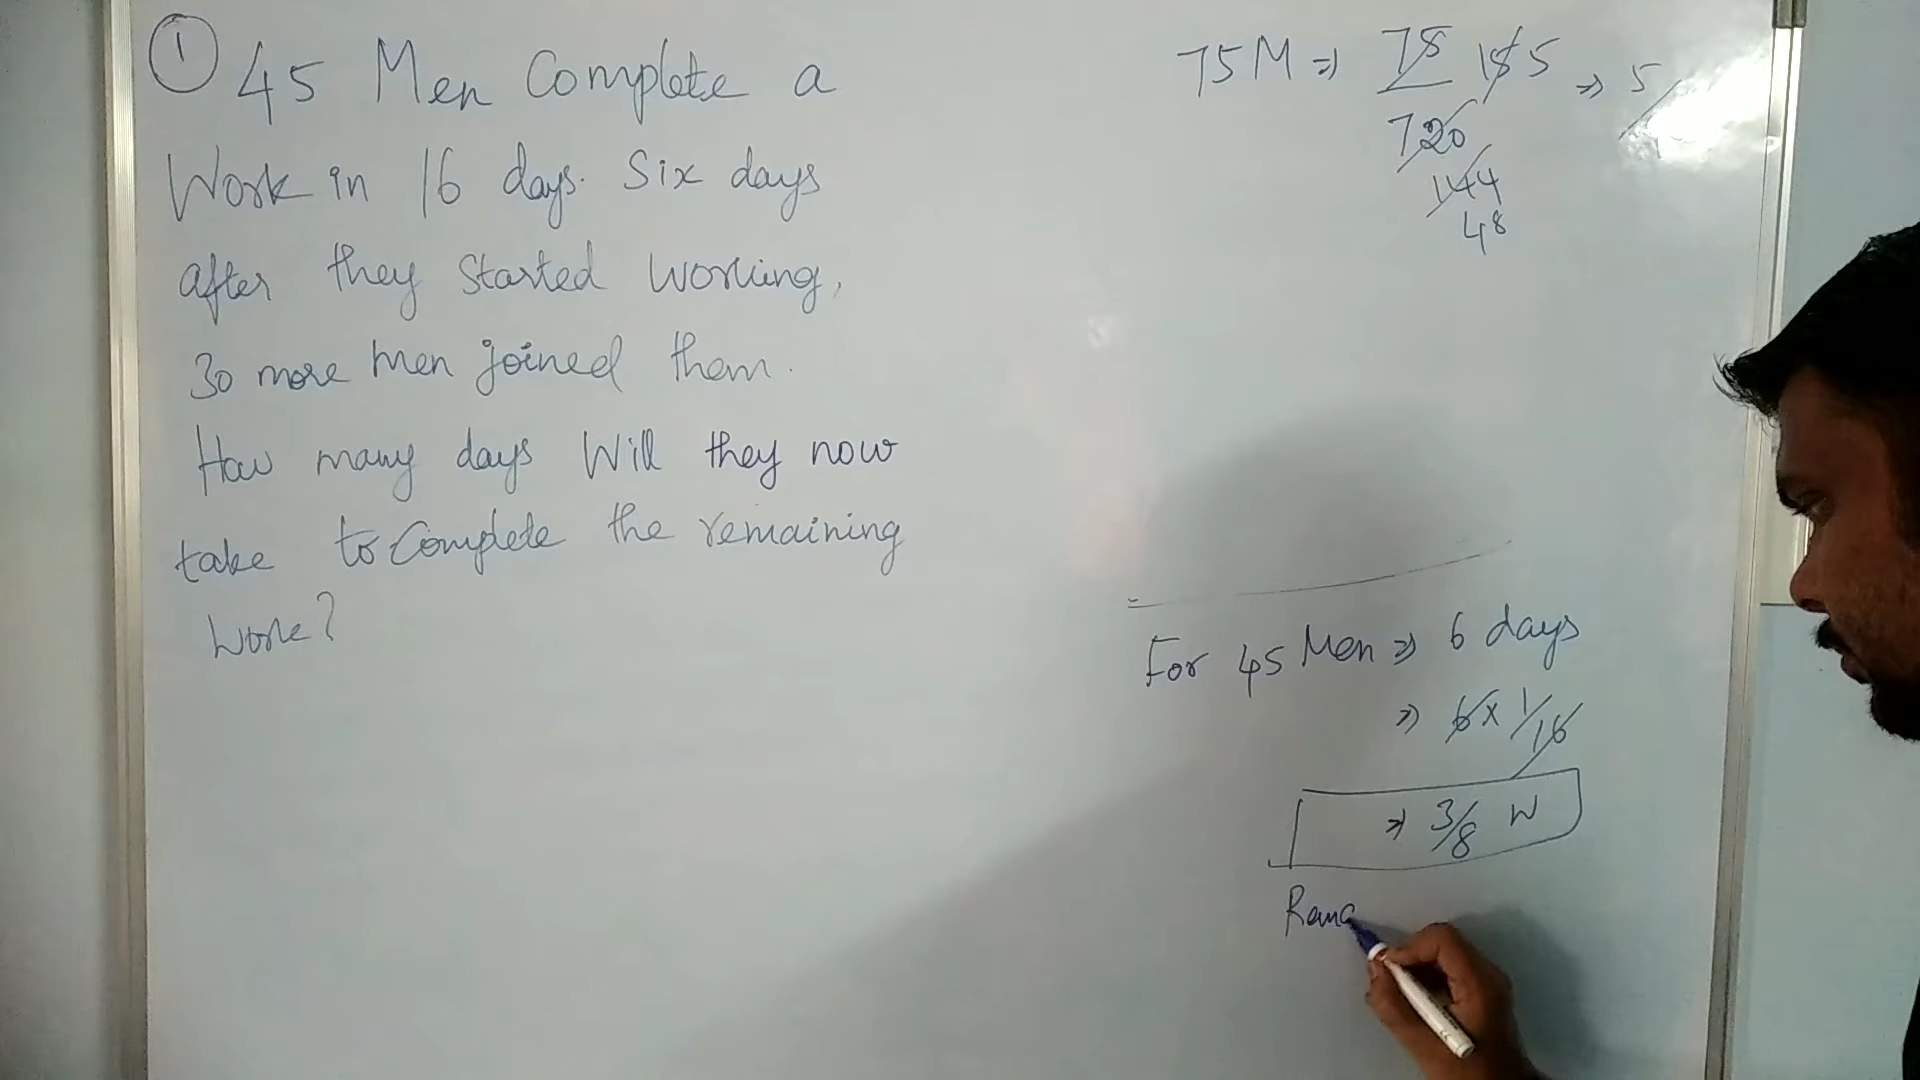 ① 45 Men Complete a
Work in 16 days. Six days
after they Started working,
30 more men joined them.
How many days Will they now
take to Complete the remaining
work?
75M ⇒ 75 15 5 ⇒ 5
720
144
48
For 45 Men ⇒ 6 days
⇒ 6 x 1/16
⇒ 3/8 W
Rema